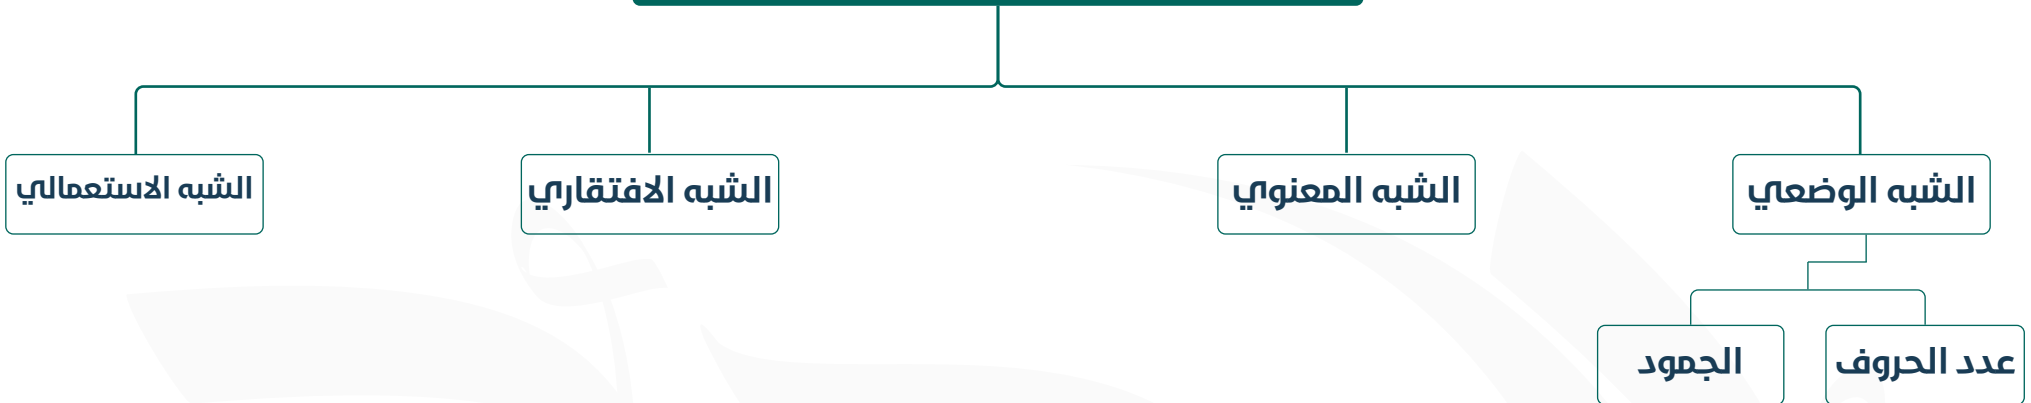 الشبه الوضعي
الشبه المعنوي
الشبه الافتقاري
الشبه الاستعمالي
عدد الحروف
الجمود